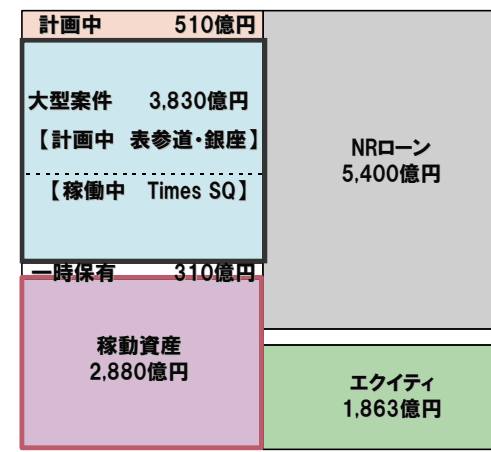 計画中 510億円
大型案件 3,830億円
【計画中 表参道・銀座】
【稼働中 Times SQ】
一時保有 310億円
稼動資産
2,880億円
NRローン
5,400億円
エクイティ
1,863億円